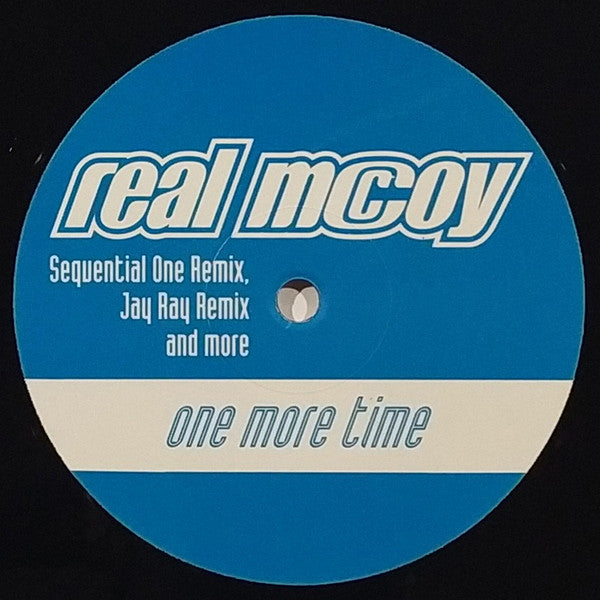 real mccoy
Sequential One Remix,
Jay Ray Remix
and more
one more time